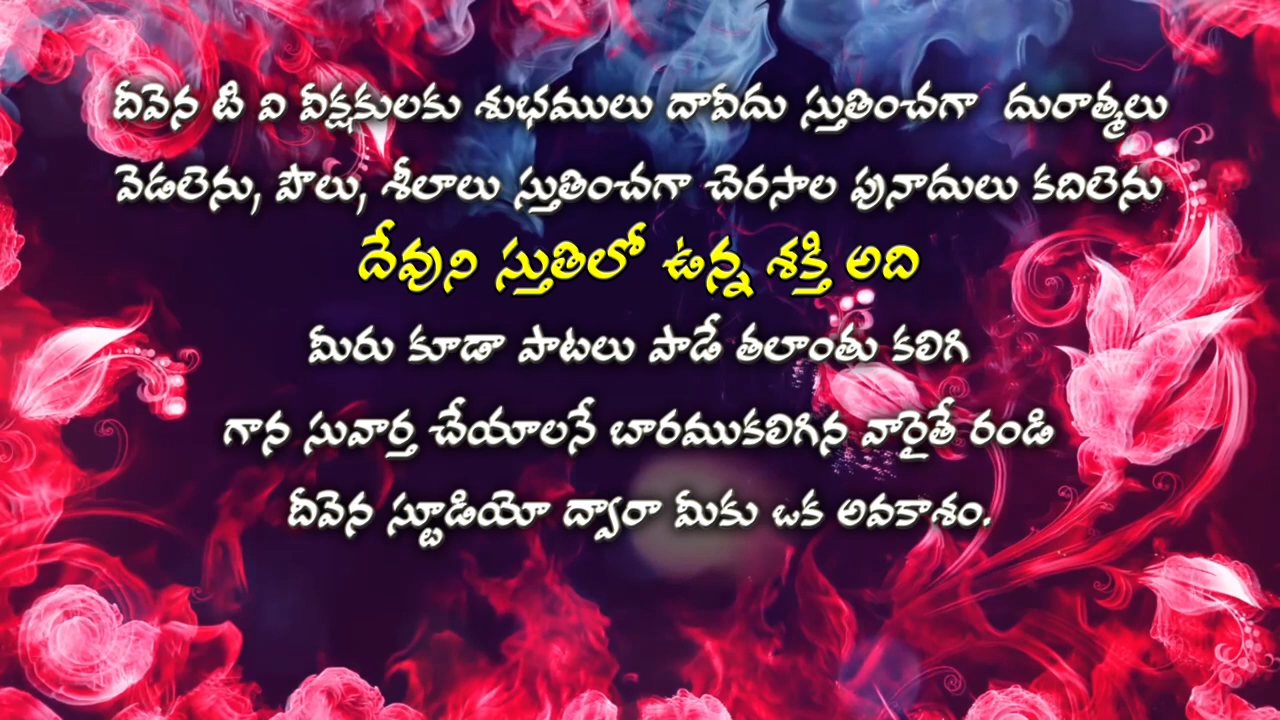 దీవెన టి వి వీక్షకులకు శుభములు దావీదు స్తుతించగా దురాత్మలు
వెడలెను, పౌలు, శీలాలు స్తుతించగా చెరసాల పునాదులు కదిలెను
దేవుని స్తుతిలో ఉన్న శక్తి అది
మీరు కూడా పాటలు పాడే తలాంతు కలిగి
గాన సువార్త చేయాలనే బారముకలిగిన వారైతే రండి
దీవెన స్టూడియో ద్వారా మీకు ఒక అవకాశం.